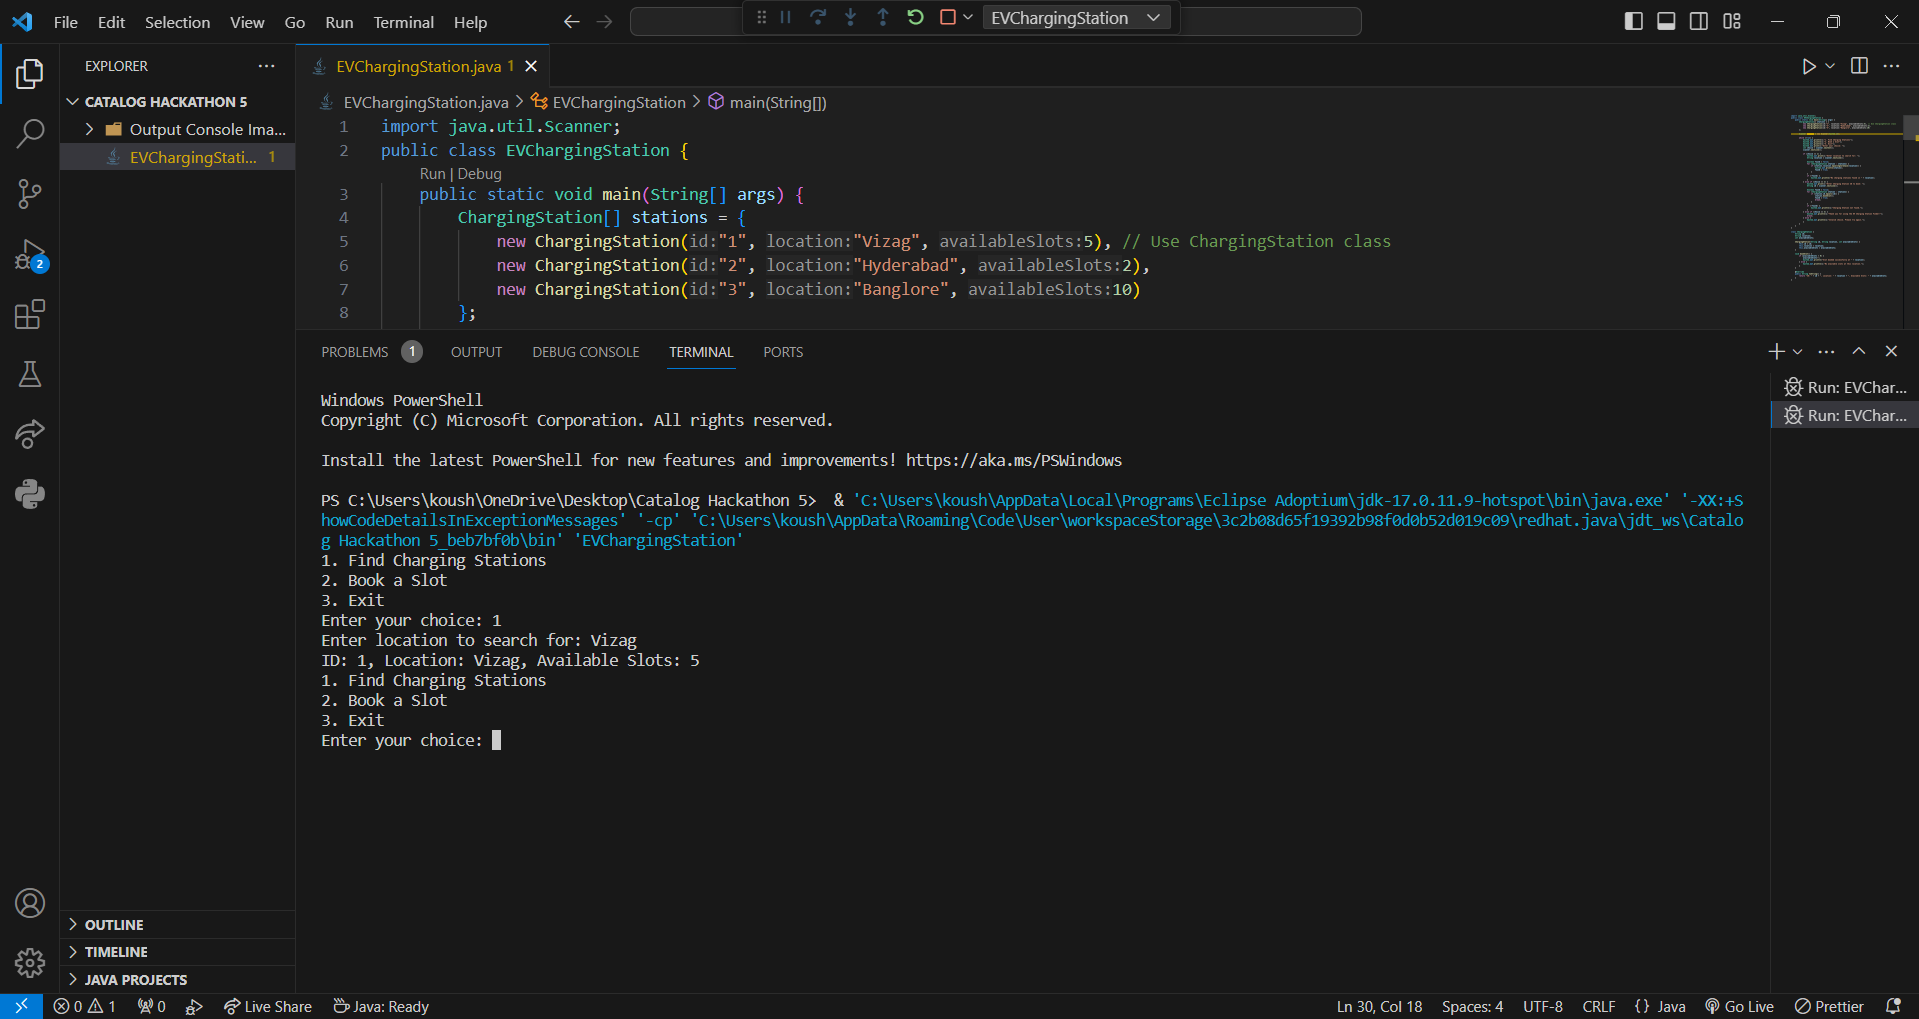 File Edit Selection View Go Run Terminal Help
EVChargingStation
EXPLORER
CATALOG HACKATHON 5
Output Console Ima...
EVChargingStati... 1
EVChargingStation.java 1
EVChargingStation.java > EVChargingStation > main(String[])
1 import java.util.Scanner;
2 public class EVChargingStation {
Run | Debug
3 public static void main(String[] args) {
4 ChargingStation[] stations = {
5 new ChargingStation(id:"1", location:"Vizag", availableSlots:5), // Use ChargingStation class
6 new ChargingStation(id:"2", location:"Hyderabad", availableSlots:2),
7 new ChargingStation(id:"3", location:"Banglore", availableSlots:10)
8 };
2
PROBLEMS 1 OUTPUT DEBUG CONSOLE TERMINAL PORTS
Run: EVChar...
Run: EVChar...
Windows PowerShell
Copyright (C) Microsoft Corporation. All rights reserved.
Install the latest PowerShell for new features and improvements! https://aka.ms/PSWindows
PS C:\Users\koush\OneDrive\Desktop\Catalog Hackathon 5> & 'C:\Users\koush\AppData\Local\Programs\Eclipse Adoptium\jdk-17.0.11.9-hotspot\bin\java.exe' '-XX:+S
howCodeDetailsInExceptionMessages' '-cp' 'C:\Users\koush\AppData\Roaming\Code\User\workspaceStorage\3c2b08d65f19392b98f0d0b52d019c09\redhat.java\jdt_ws\Catalo
g Hackathon 5_beb7bf0b\bin' 'EVChargingStation'
1. Find Charging Stations
2. Book a Slot
3. Exit
Enter your choice: 1
Enter location to search for: Vizag
ID: 1, Location: Vizag, Available Slots: 5
1. Find Charging Stations
2. Book a Slot
3. Exit
Enter your choice:
OUTLINE
TIMELINE
JAVA PROJECTS
0 1 0 Live Share Java: Ready Ln 30, Col 18 Spaces: 4 UTF-8 CRLF {} Java Go Live Prettier